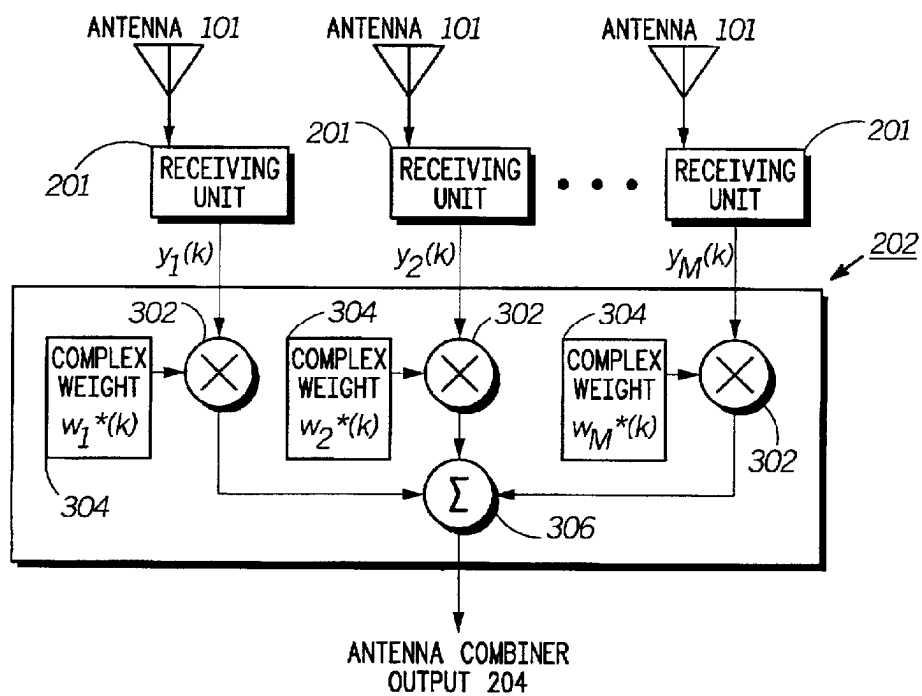 ANTENNA 101 ANTENNA 101 ANTENNA 101
201 201 201
RECEIVING UNIT
RECEIVING UNIT
• • •
RECEIVING UNIT
y1(k) y2(k) yM(k)
202
302 304 302 304
COMPLEX WEIGHT w1*(k)
COMPLEX WEIGHT w2*(k)
COMPLEX WEIGHT wM*(k)
302
304
Σ
306
ANTENNA COMBINER
OUTPUT 204